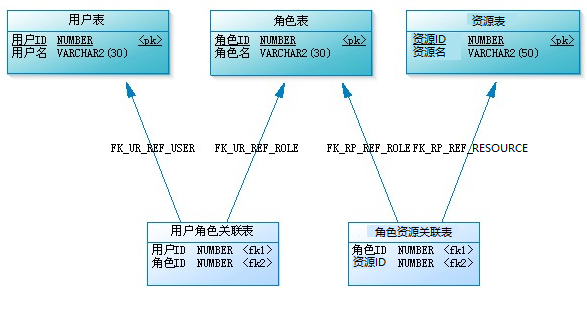 用户表
用户ID NUMBER <pk>
用户名 VARCHAR2(30)
角色表
角色ID NUMBER <pk>
角色名 VARCHAR2(30)
资源表
资源ID NUMBER <pk>
资源名 VARCHAR2(50)
FK_UR_REF_USER
FK_UR_REF_ROLE
FK_RP_REF_ROLE
FK_RP_REF_RESOURCE
用户角色关联表
用户ID NUMBER <fk1>
角色ID NUMBER <fk2>
角色资源关联表
角色ID NUMBER <fk1>
资源ID NUMBER <fk2>